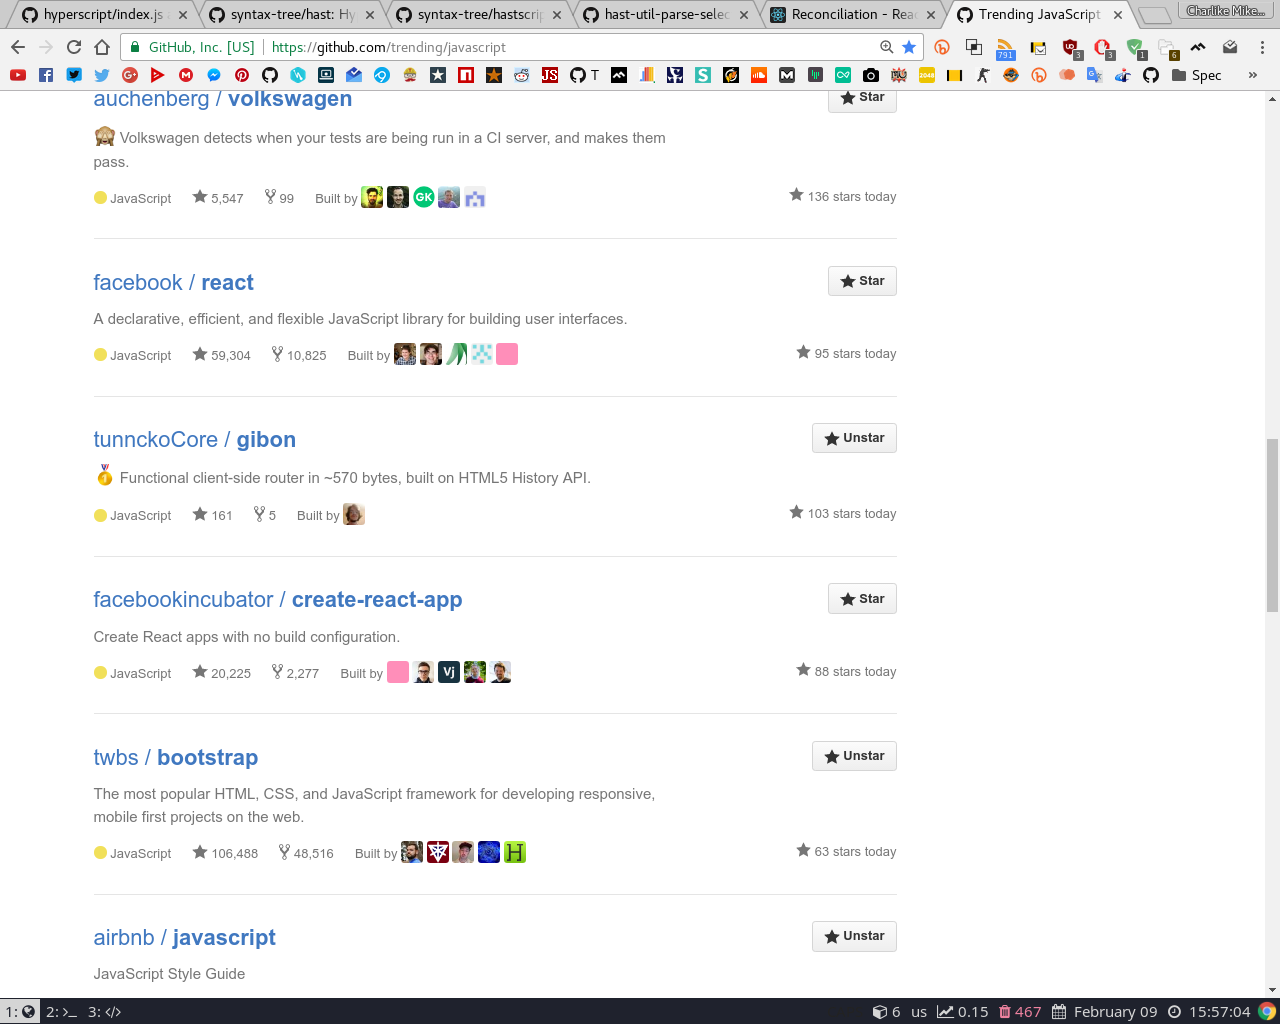 hyperscript/index.js a
syntax-tree/hast: Hy
syntax-tree/hastscrip
hast-util-parse-selec
Reconciliation - Rea
Trending JavaScript
Charlike Mike...
GitHub, Inc. [US]
https://github.com/trending/javascript
791
3
3
1
6
T
Spec
»
auchenberg / volkswagen
Star
Volkswagen detects when your tests are being run in a CI server, and makes them
pass.
JavaScript 5,547 99 Built by GK 136 stars today
facebook / react
Star
A declarative, efficient, and flexible JavaScript library for building user interfaces.
JavaScript 59,304 10,825 Built by 95 stars today
tunnckoCore / gibon
Unstar
Functional client-side router in ~570 bytes, built on HTML5 History API.
JavaScript 161 5 Built by 103 stars today
facebookincubator / create-react-app
Star
Create React apps with no build configuration.
JavaScript 20,225 2,277 Built by Vj 88 stars today
twbs / bootstrap
Unstar
The most popular HTML, CSS, and JavaScript framework for developing responsive,
mobile first projects on the web.
JavaScript 106,488 48,516 Built by H 63 stars today
airbnb / javascript
Unstar
JavaScript Style Guide
1: 2: 3: 6 us 0.15 467 February 09 15:57:04